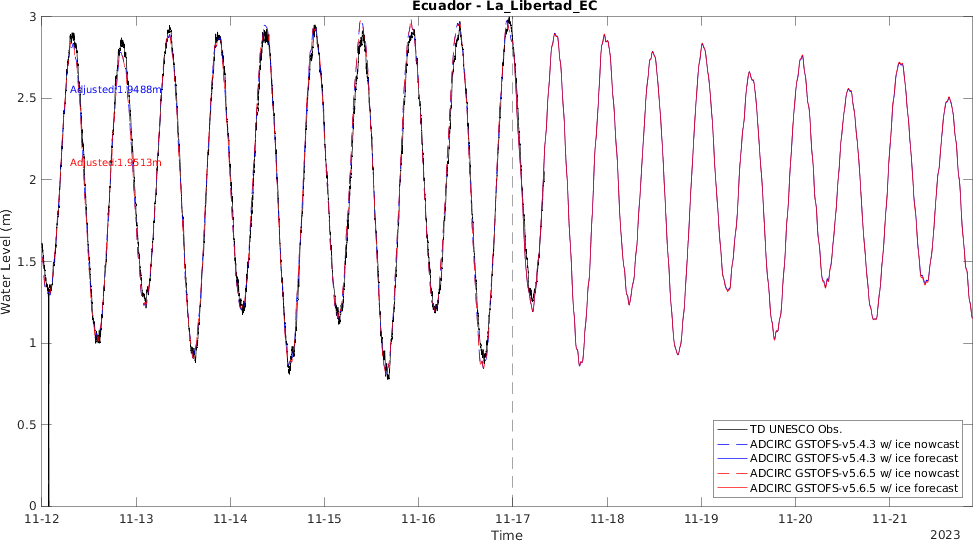 Ecuador - La_Libertad_EC
3
2.5
2
1.5
1
0.5
0
Water Level (m)
Adjusted:1.9488m
Adjusted:1.9513m
TD UNESCO Obs.
ADCIRC GSTOFS-v5.4.3 w/ ice nowcast
ADCIRC GSTOFS-v5.4.3 w/ ice forecast
ADCIRC GSTOFS-v5.6.5 w/ ice nowcast
ADCIRC GSTOFS-v5.6.5 w/ ice forecast
11-12 11-13 11-14 11-15 11-16 11-17 11-18 11-19 11-20 11-21
Time
2023